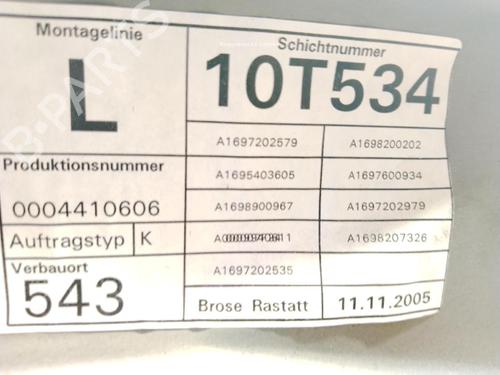 Montagelinie
Schichtnummer
L
10T534
A1697202579
A1698200202
Produktionsnummer
A1695403605
A1697600934
0004410606
A1698900967
A1697202979
Auftragstyp K
A1698207326
Verbauort
A1697202535
543
Brose Rastatt
11.11.2005
B-PARTS